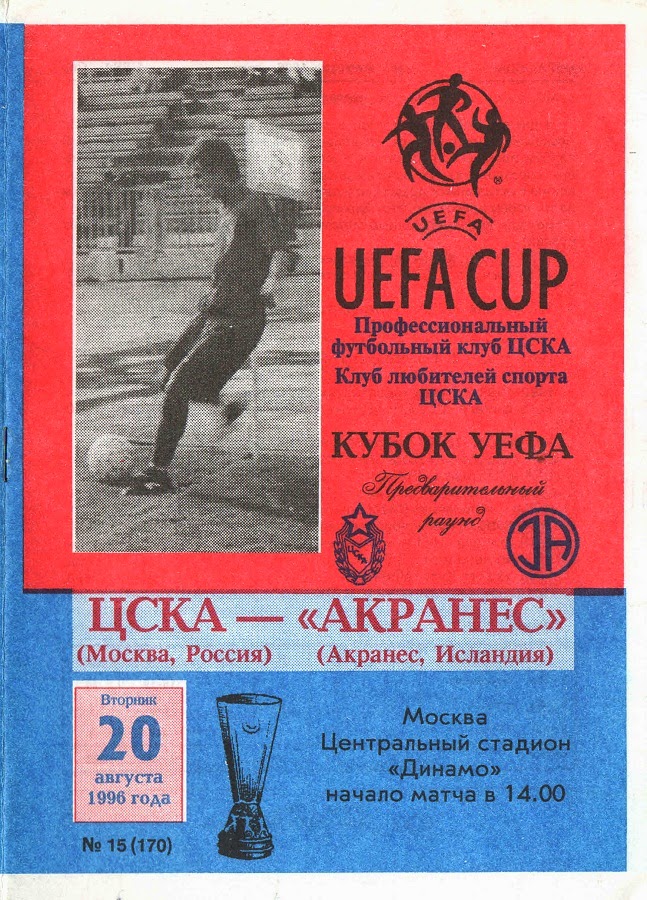 UEFA
UEFA CUP
Профессиональный
футбольный клуб ЦСКА
Клуб любителей спорта
ЦСКА
КУБОК УЕФА
Предварительный
раунд
ЦСКА
ЦСКА — «АКРАНЕС»
(Москва, Россия) (Акранес, Исландия)
Вторник
20
августа
1996 года
№ 15 (170)
Москва
Центральный стадион
«Динамо»
начало матча в 14.00